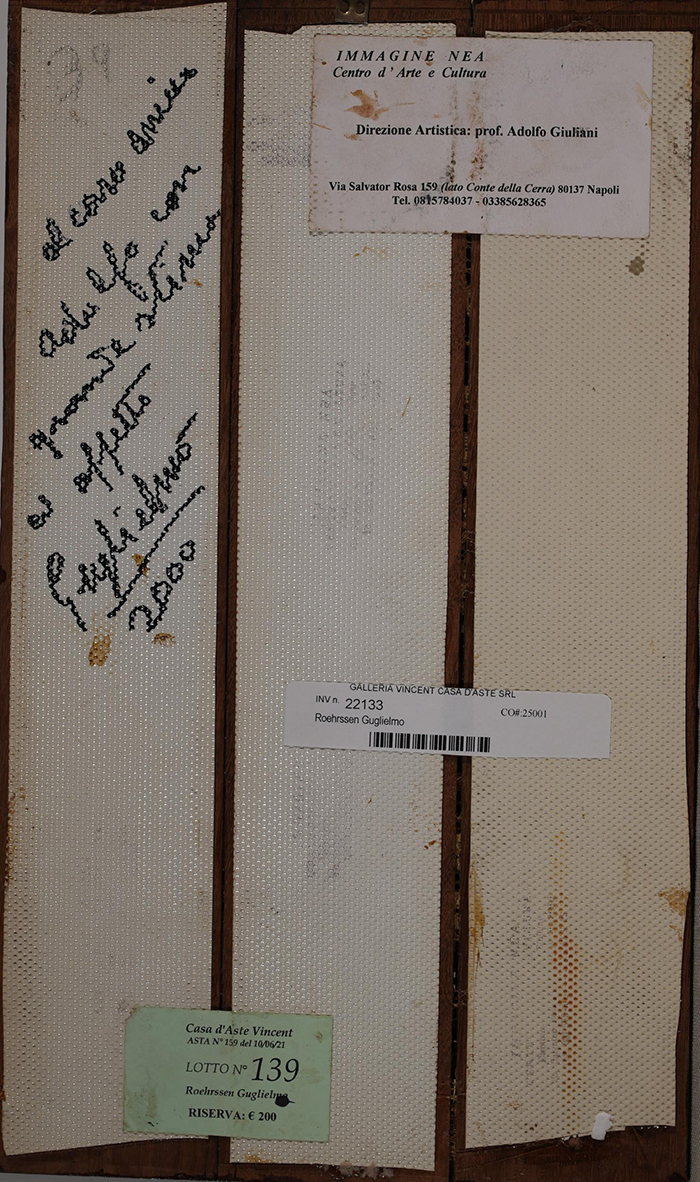 al caro amico
Adolfo con
grande stima
e affetto
Guglielmo
2000
IMMAGINE NEA
Centro d'Arte e Cultura
Direzione Artistica: prof. Adolfo Giuliani
Via Salvator Rosa 159 (lato Conte della Cerra) 80137 Napoli
Tel. 0815784037 - 03385628365
GALLERIA VINCENT CASA D'ASTE SRL
INV n. 22133
CO#:25001
Roehrssen Guglielmo
Casa d'Aste Vincent
ASTA N° 159 del 10/06/21
LOTTO N° 139
Roehrssen Guglielmo
RISERVA: € 200